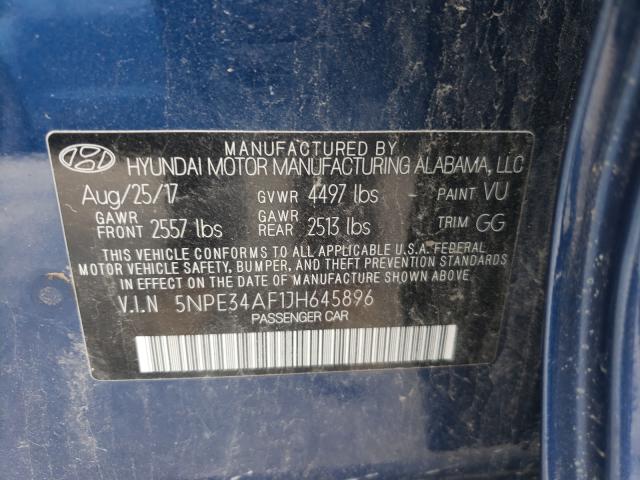 MANUFACTURED BY
HYUNDAI MOTOR MANUFACTURING ALABAMA, LLC
Aug/25/17 GVWR 4497 lbs PAINT VU
GAWR FRONT 2557 lbs GAWR REAR 2513 lbs TRIM GG
THIS VEHICLE CONFORMS TO ALL APPLICABLE U.S.A. FEDERAL
MOTOR VEHICLE SAFETY, BUMPER, AND THEFT PREVENTION STANDARDS
IN EFFECT ON THE DATE OF MANUFACTURE SHOWN ABOVE.
V.I.N 5NPE34AF1JH645896
PASSENGER CAR